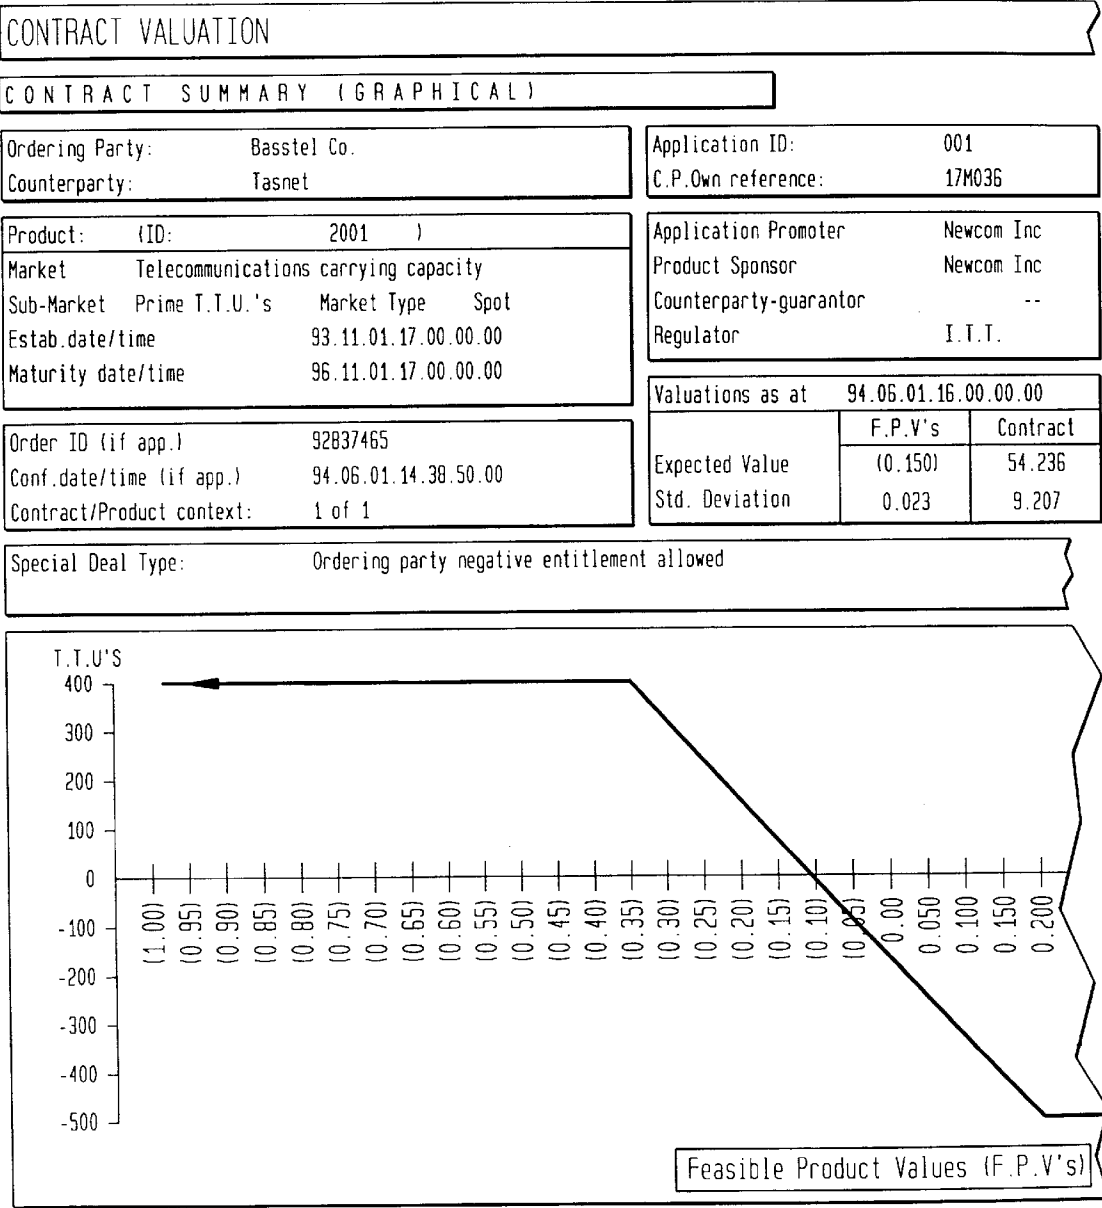 CONTRACT VALUATION
CONTRACT SUMMARY (GRAPHICAL)
Ordering Party: Basstel Co.
Counterparty: Tasnet
Application ID: 001
C.P.Own reference: 17M036
Product: (ID: 2001 )
Market Telecommunications carrying capacity
Sub-Market Prime T.T.U.'s Market Type Spot
Estab.date/time 93.11.01.17.00.00.00
Maturity date/time 96.11.01.17.00.00.00
Application Promoter Newcom Inc
Product Sponsor Newcom Inc
Counterparty-guarantor --
Regulator I.T.T.
Order ID (if app.) 92837465
Conf.date/time (if app.) 94.06.01.14.38.50.00
Contract/Product context: 1 of 1
Valuations as at 94.06.01.16.00.00.00
F.P.V's Contract
Expected Value (0.150) 54.236
Std. Deviation 0.023 9.207
Special Deal Type: Ordering party negative entitlement allowed
T.T.U'S
400
300
200
100
0
-100
-200
-300
-400
-500
(1.00) (0.95) (0.90) (0.85) (0.80) (0.75) (0.70) (0.65) (0.60) (0.55) (0.50) (0.45) (0.40) (0.35) (0.30) (0.25) (0.20) (0.15) (0.10) (0.05) 0.00 0.050 0.100 0.150 0.200
Feasible Product Values (F.P.V's)